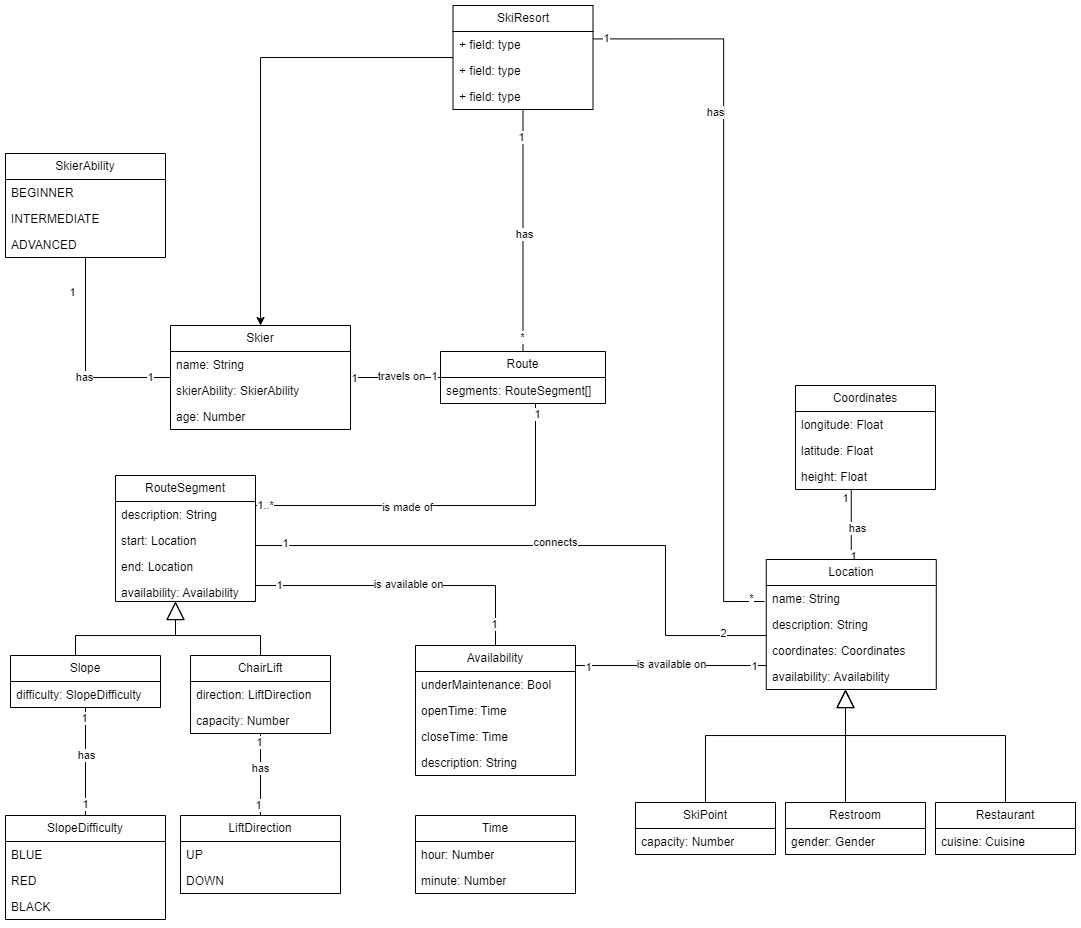 SkiResort
+ field: type
+ field: type
+ field: type
1
has
1
has
*
SkierAbility
BEGINNER
INTERMEDIATE
ADVANCED
1
has
1
Skier
name: String
skierAbility: SkierAbility
age: Number
1
travels on
1
Route
segments: RouteSegment[]
1
is made of
1..*
Coordinates
longitude: Float
latitude: Float
height: Float
1
has
1
RouteSegment
description: String
start: Location
end: Location
availability: Availability
1
connects
2
1
is available on
1
Location
name: String
description: String
coordinates: Coordinates
availability: Availability
*
Slope
difficulty: SlopeDifficulty
1
has
1
ChairLift
direction: LiftDirection
capacity: Number
1
has
1
Availability
underMaintenance: Bool
openTime: Time
closeTime: Time
description: String
1
is available on
1
SlopeDifficulty
BLUE
RED
BLACK
LiftDirection
UP
DOWN
Time
hour: Number
minute: Number
SkiPoint
capacity: Number
Restroom
gender: Gender
Restaurant
cuisine: Cuisine